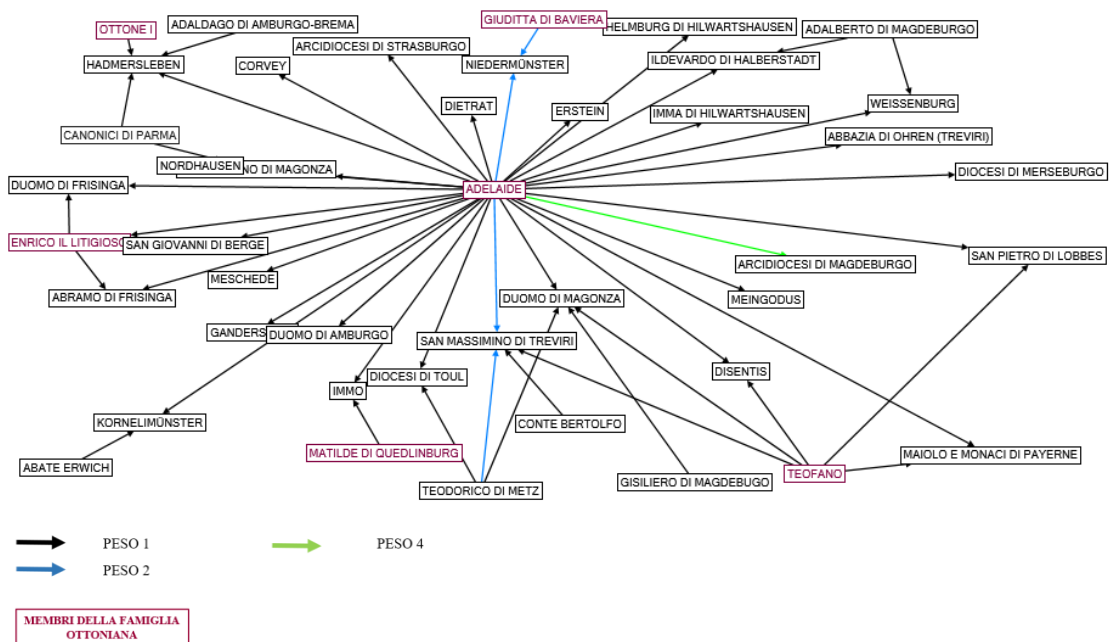 OTTONE I
ADALDAGO DI AMBURGO-BREMA
GIUDITTA DI BAVIERA
HELMBURG DI HILWARTSHAUSEN
ADALBERTO DI MAGDEBURGO
ARCIDIOCESI DI STRASBURGO
HADMERSLEBEN
CORVEY
NIEDERMÜNSTER
ILDEVARDO DI HALBERSTADT
DIETRAT
ERSTEIN
IMMA DI HILWARTSHAUSEN
WEISSENBURG
CANONICI DI PARMA
ABBAZIA DI OHREN (TREVIRI)
NORDHAUSEN
NO DI MAGONZA
DUOMO DI FRISINGA
ADELAIDE
DIOCESI DI MERSEBURGO
ENRICO IL LITIGIOSO
SAN GIOVANNI DI BERGE
SAN PIETRO DI LOBBES
MESCHEDE
ARCIDIOCESI DI MAGDEBURGO
ABRAMO DI FRISINGA
DUOMO DI MAGONZA
MEINGODUS
GANDERS
DUOMO DI AMBURGO
SAN MASSIMINO DI TREVIRI
DIOCESI DI TOUL
DISENTIS
IMMO
KORNELIMÜNSTER
CONTE BERTOLFO
MATILDE DI QUEDLINBURG
MAIOLO E MONACI DI PAYERNE
ABATE ERWICH
TEODORICO DI METZ
GISILIERO DI MAGDEBUGO
TEOFANO
PESO 1
PESO 4
PESO 2
MEMBRI DELLA FAMIGLIA
OTTONIANA